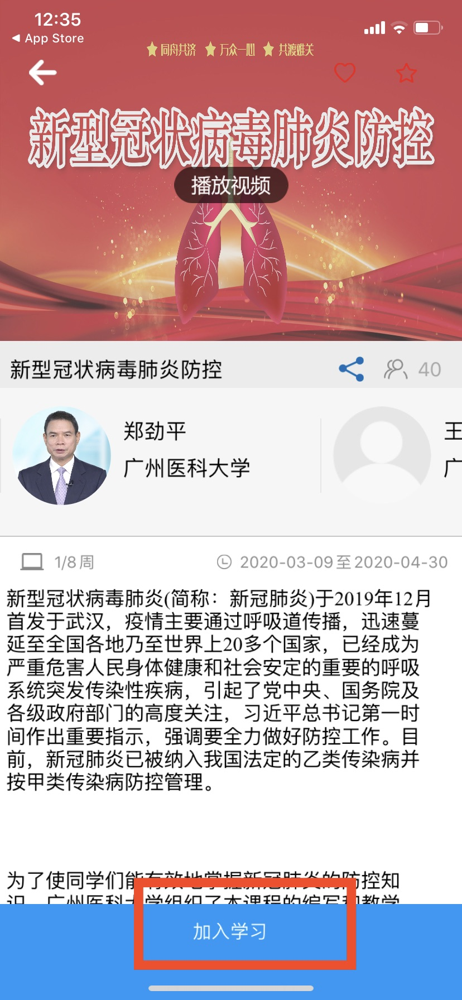 12:35
◀ App Store
同舟共济 万众一心 共渡难关
新型冠状病毒肺炎防控
播放视频
新型冠状病毒肺炎防控
40
郑劲平
广州医科大学
王
广
1/8周
2020-03-09至2020-04-30
新型冠状病毒肺炎(简称：新冠肺炎)于2019年12月
首发于武汉，疫情主要通过呼吸道传播，迅速蔓
延至全国各地乃至世界上20多个国家，已经成为
严重危害人民身体健康和社会安定的重要的呼吸
系统突发传染性疾病，引起了党中央、国务院及
各级政府部门的高度关注，习近平总书记第一时
间作出重要指示，强调要全力做好防控工作。目
前，新冠肺炎已被纳入我国法定的乙类传染病并
按甲类传染病防控管理。
为了使同学们能有效地掌握新冠肺炎的防控知
识，广州医科大学组织了本课程的编写和教学
加入学习